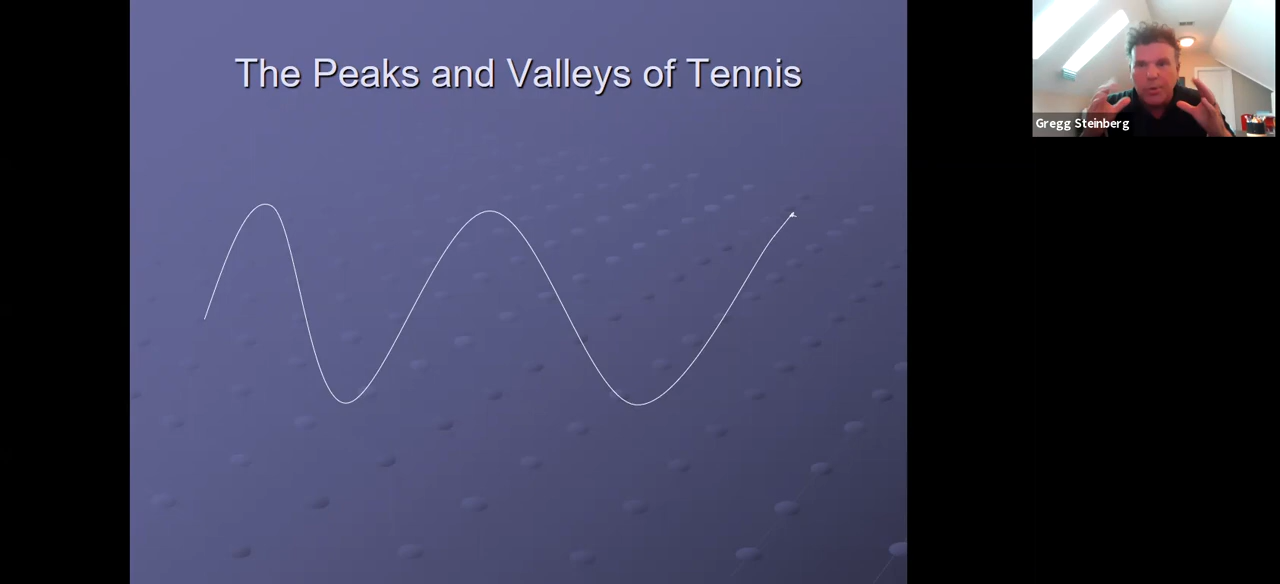 The Peaks and Valleys of Tennis
Gregg Steinberg